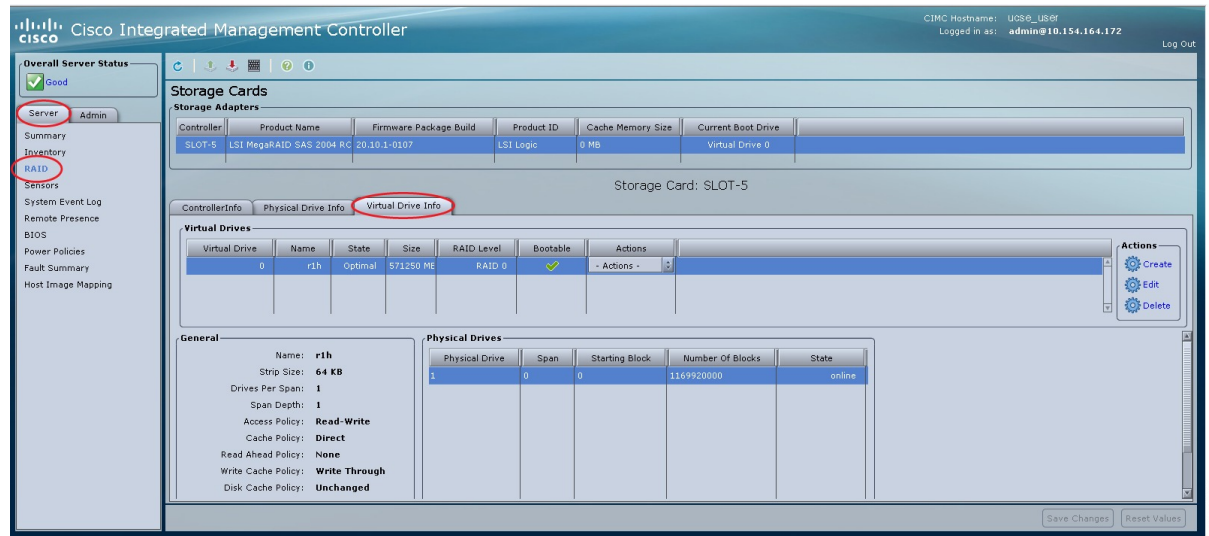 CISCO Cisco Integrated Management Controller
CIMC Hostname: ucse_user
Logged in as: admin@10.154.164.172
Log Out
Overall Server Status
Good
Server Admin
Summary
Inventory
RAID
Sensors
System Event Log
Remote Presence
BIOS
Power Policies
Fault Summary
Host Image Mapping
Storage Cards
Storage Adapters
Controller Product Name Firmware Package Build Product ID Cache Memory Size Current Boot Drive
SLOT-5 LSI MegaRAID SAS 2004 RC 20.10.1-0107 LSI Logic 0 MB Virtual Drive 0
Storage Card: SLOT-5
ControllerInfo Physical Drive Info Virtual Drive Info
Virtual Drives
Virtual Drive Name State Size RAID Level Bootable Actions
0 r1h Optimal 571250 ME RAID 0 - Actions -
Actions
Create
Edit
Delete
General
Name: r1h
Strip Size: 64 KB
Drives Per Span: 1
Span Depth: 1
Access Policy: Read-Write
Cache Policy: Direct
Read Ahead Policy: None
Write Cache Policy: Write Through
Disk Cache Policy: Unchanged
Physical Drives
Physical Drive Span Starting Block Number Of Blocks State
1 0 0 1169920000 online
Save Changes Reset Values